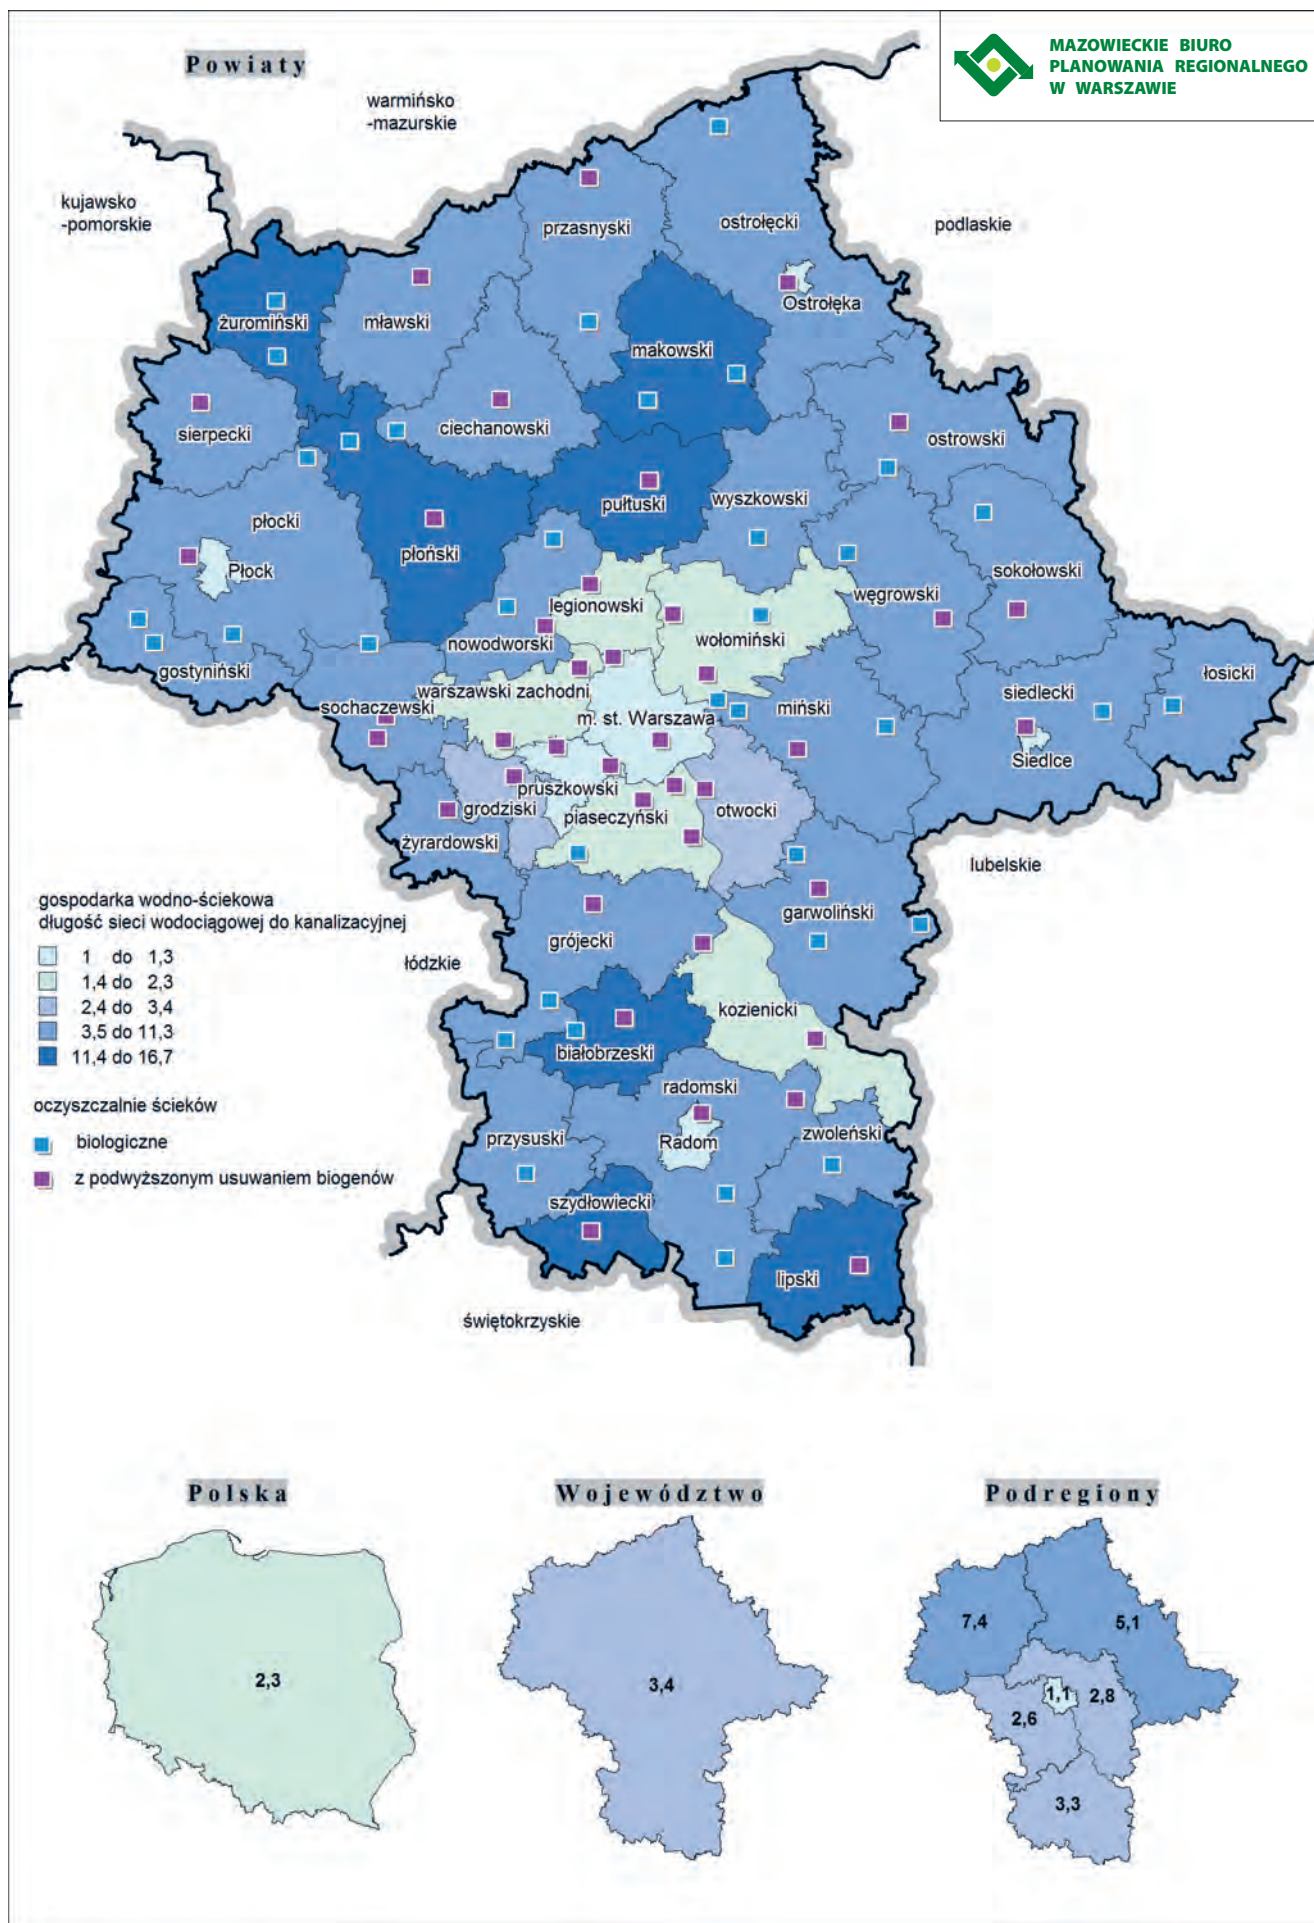 Powiaty
MAZOWIECKIE BIURO
PLANOWANIA REGIONALNEGO
W WARSZAWIE
warmińsko
-mazurskie
kujawsko
-pomorskie
podlaskie
przasnyski
ostrołęcki
Ostrołęka
żuromiński
mławski
makowski
ciechanowski
sierpecki
ostrowski
płocki
Płock
płoński
pułtuski
wyszkowski
sokołowski
węgrowski
legionowski
nowodworski
wołomiński
gostyniński
sochaczewski
warszawski zachodni
m. st. Warszawa
miński
siedlecki
Siedlce
łosicki
pruszkowski
grodziski
piaseczyński
otwocki
żyrardowski
lubelskie
gospodarka wodno-ściekowa
długość sieci wodociągowej do kanalizacyjnej
1 do 1,3
1,4 do 2,3
2,4 do 3,4
3,5 do 11,3
11,4 do 16,7
garwoliński
grójecki
łódzkie
kozienicki
białobrzeski
radomski
Radom
zwoleński
przysuski
oczyszczalnie ścieków
biologiczne
z podwyższonym usuwaniem biogenów
szydłowiecki
lipski
świętokrzyskie
Polska
Województwo
Podregiony
2,3
3,4
7,4
5,1
1,1
2,8
2,6
3,3